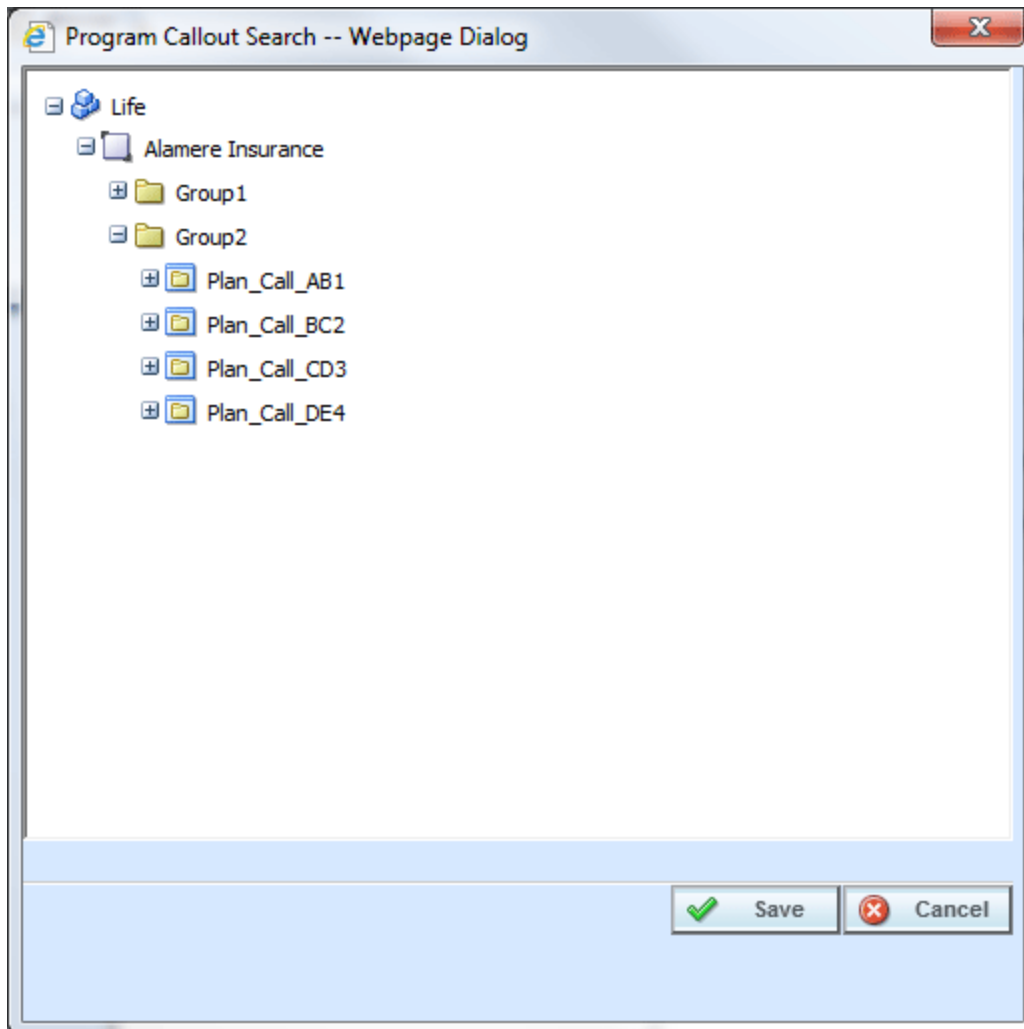 Program Callout Search -- Webpage Dialog
Life
Alamere Insurance
Group1
Group2
Plan_Call_AB1
Plan_Call_BC2
Plan_Call_CD3
Plan_Call_DE4
Save Cancel